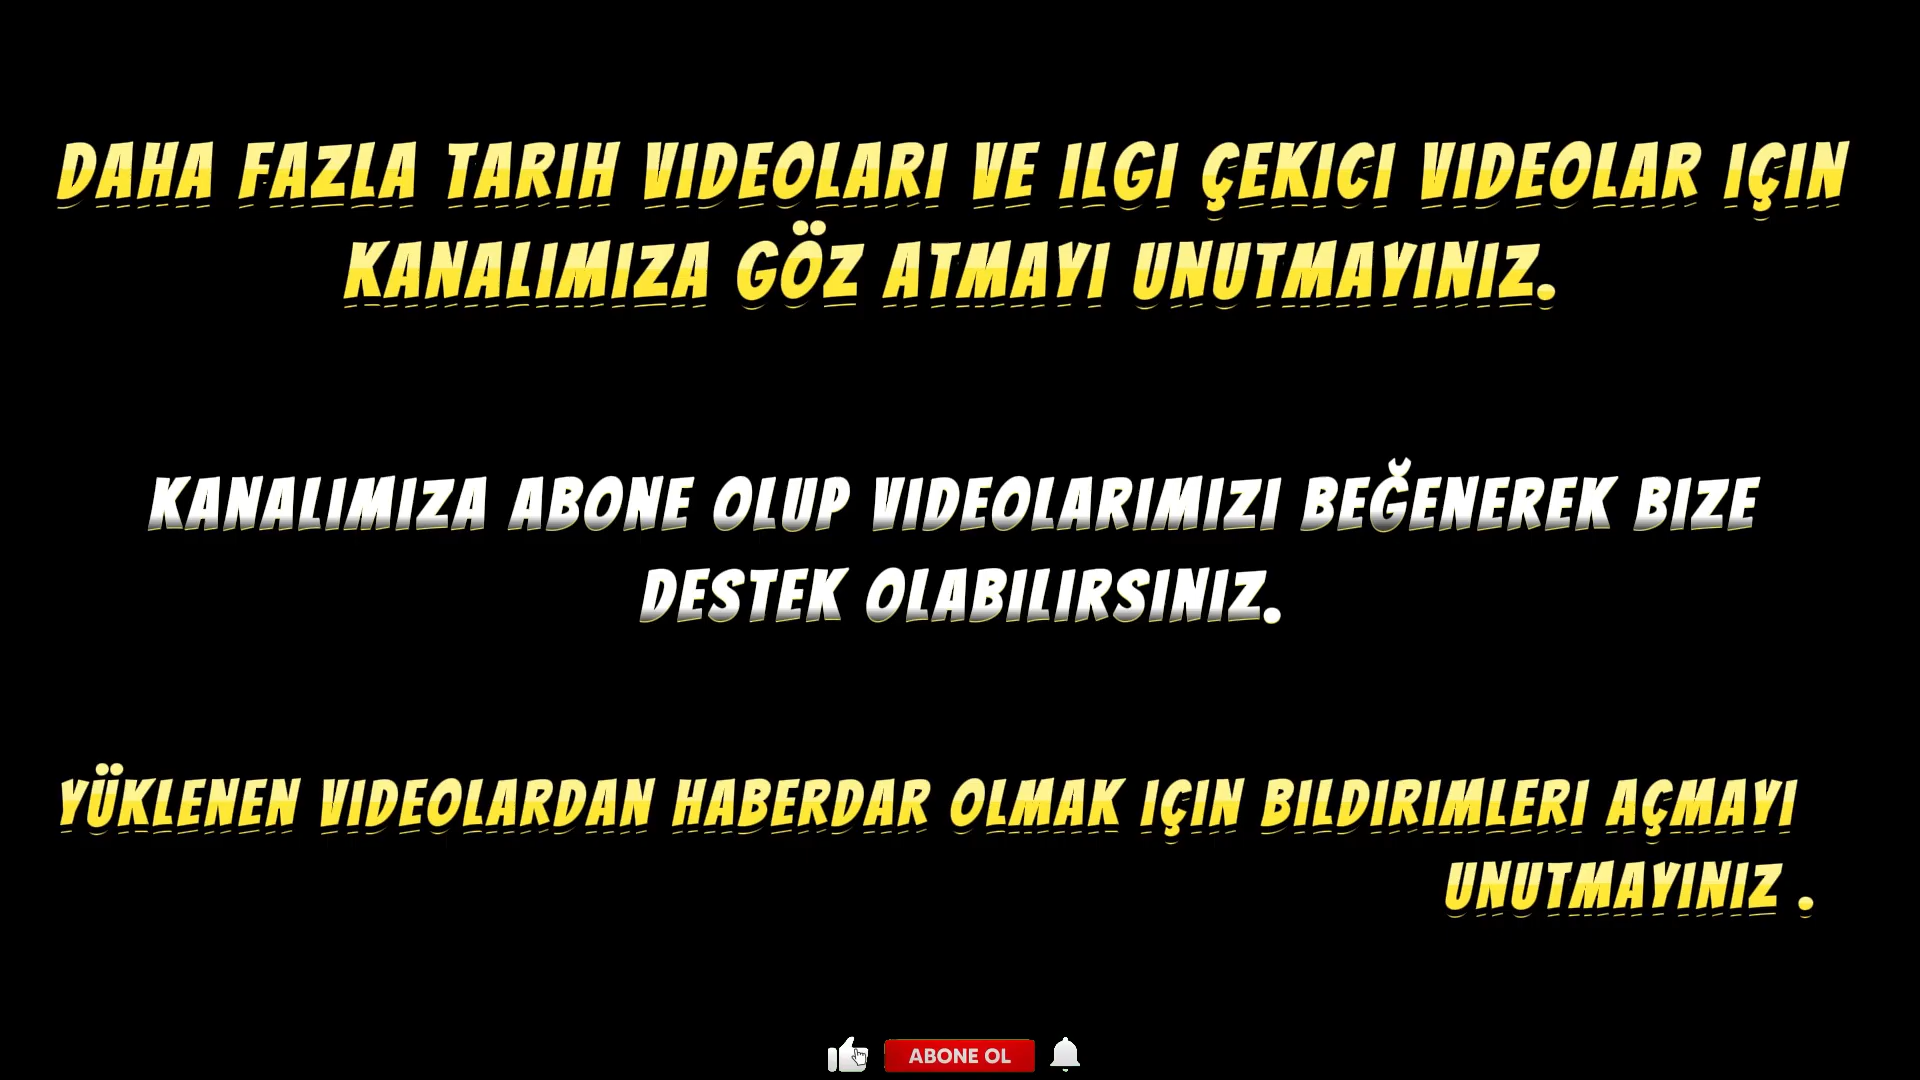 DAHA FAZLA TARIH VIDEOLARI VE ILGI ÇEKICI VIDEOLAR IÇIN
KANALIMIZA GÖZ ATMAYI UNUTMAYINIZ.
KANALIMIZA ABONE OLUP VIDEOLARIMIZI BEĞENEREK BIZE
DESTEK OLABILIRSINIZ.
YÜKLENEN VIDEOLARDAN HABERDAR OLMAK IÇIN BILDIRIMLERI AÇMAYI
UNUTMAYINIZ .
ABONE OL